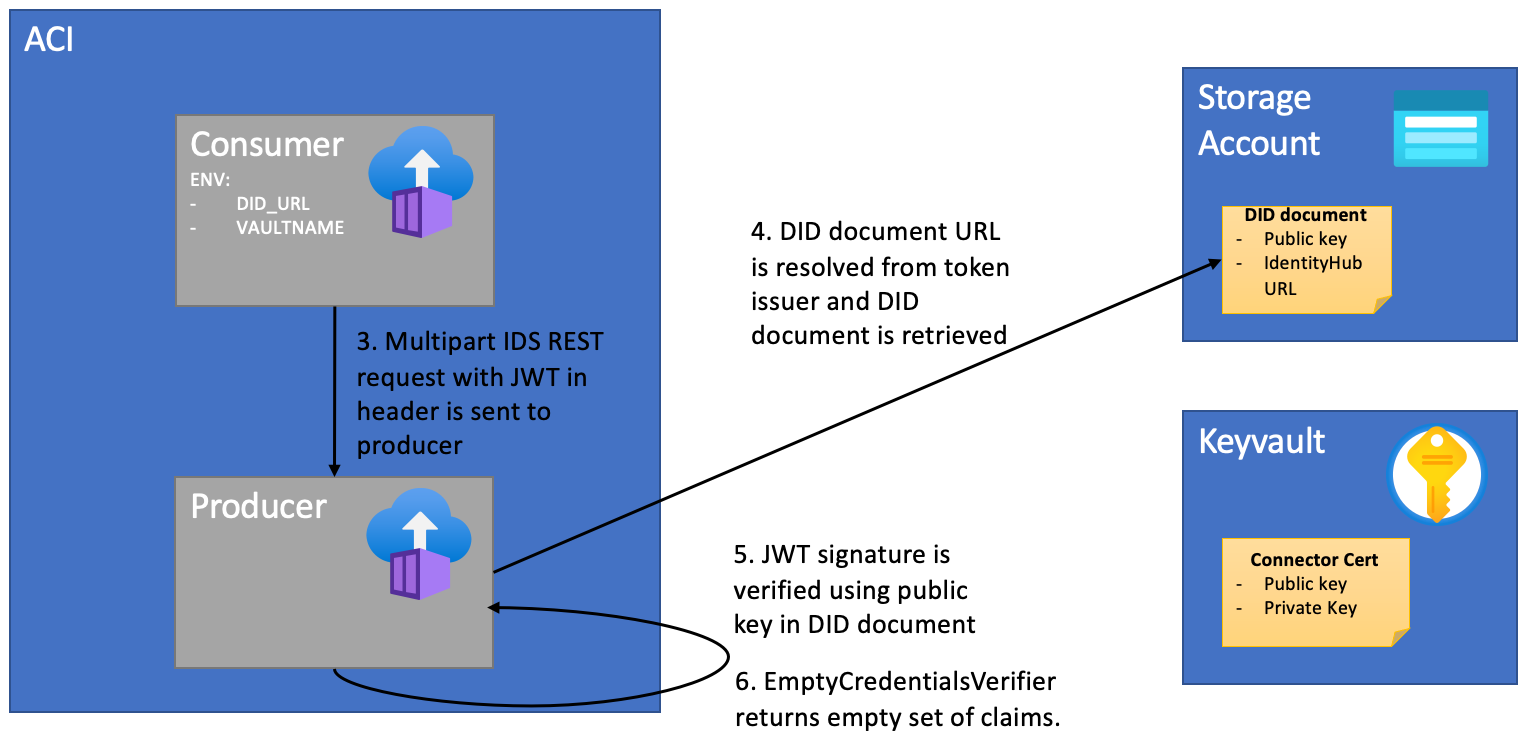 ACI
Consumer
ENV:
- DID_URL
- VAULTNAME
3. Multipart IDS REST
request with JWT in
header is sent to
producer
Producer
4. DID document URL
is resolved from token
issuer and DID
document is retrieved
5. JWT signature is
verified using public
key in DID document
6. EmptyCredentialsVerifier
returns empty set of claims.
Storage
Account
DID document
- Public key
- IdentityHub
URL
Keyvault
Connector Cert
- Public key
- Private Key